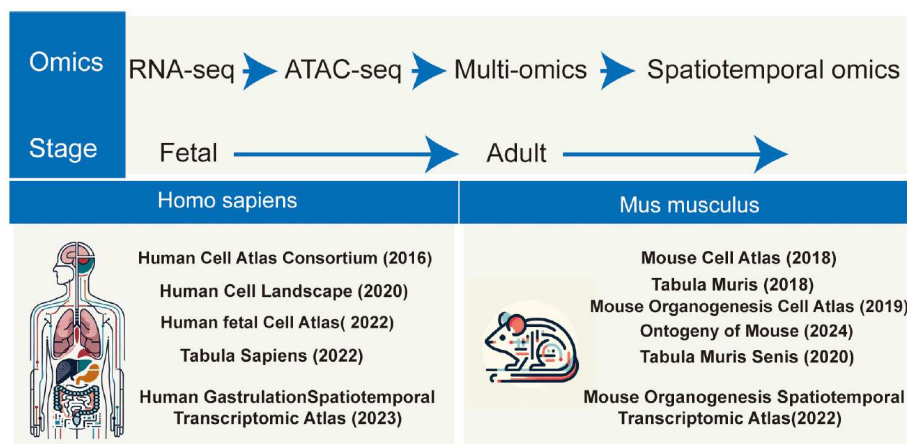 Omics
RNA-seq ATAC-seq Multi-omics Spatiotemporal omics
Stage
Fetal Adult
Homo sapiens
Mus musculus
Human Cell Atlas Consortium (2016)
Human Cell Landscape (2020)
Human fetal Cell Atlas( 2022)
Tabula Sapiens (2022)
Human GastrulationSpatiotemporal
Transcriptomic Atlas (2023)
Mouse Cell Atlas (2018)
Tabula Muris (2018)
Mouse Organogenesis Cell Atlas (2019)
Ontogeny of Mouse (2024)
Tabula Muris Senis (2020)
Mouse Organogenesis Spatiotemporal
Transcriptomic Atlas(2022)